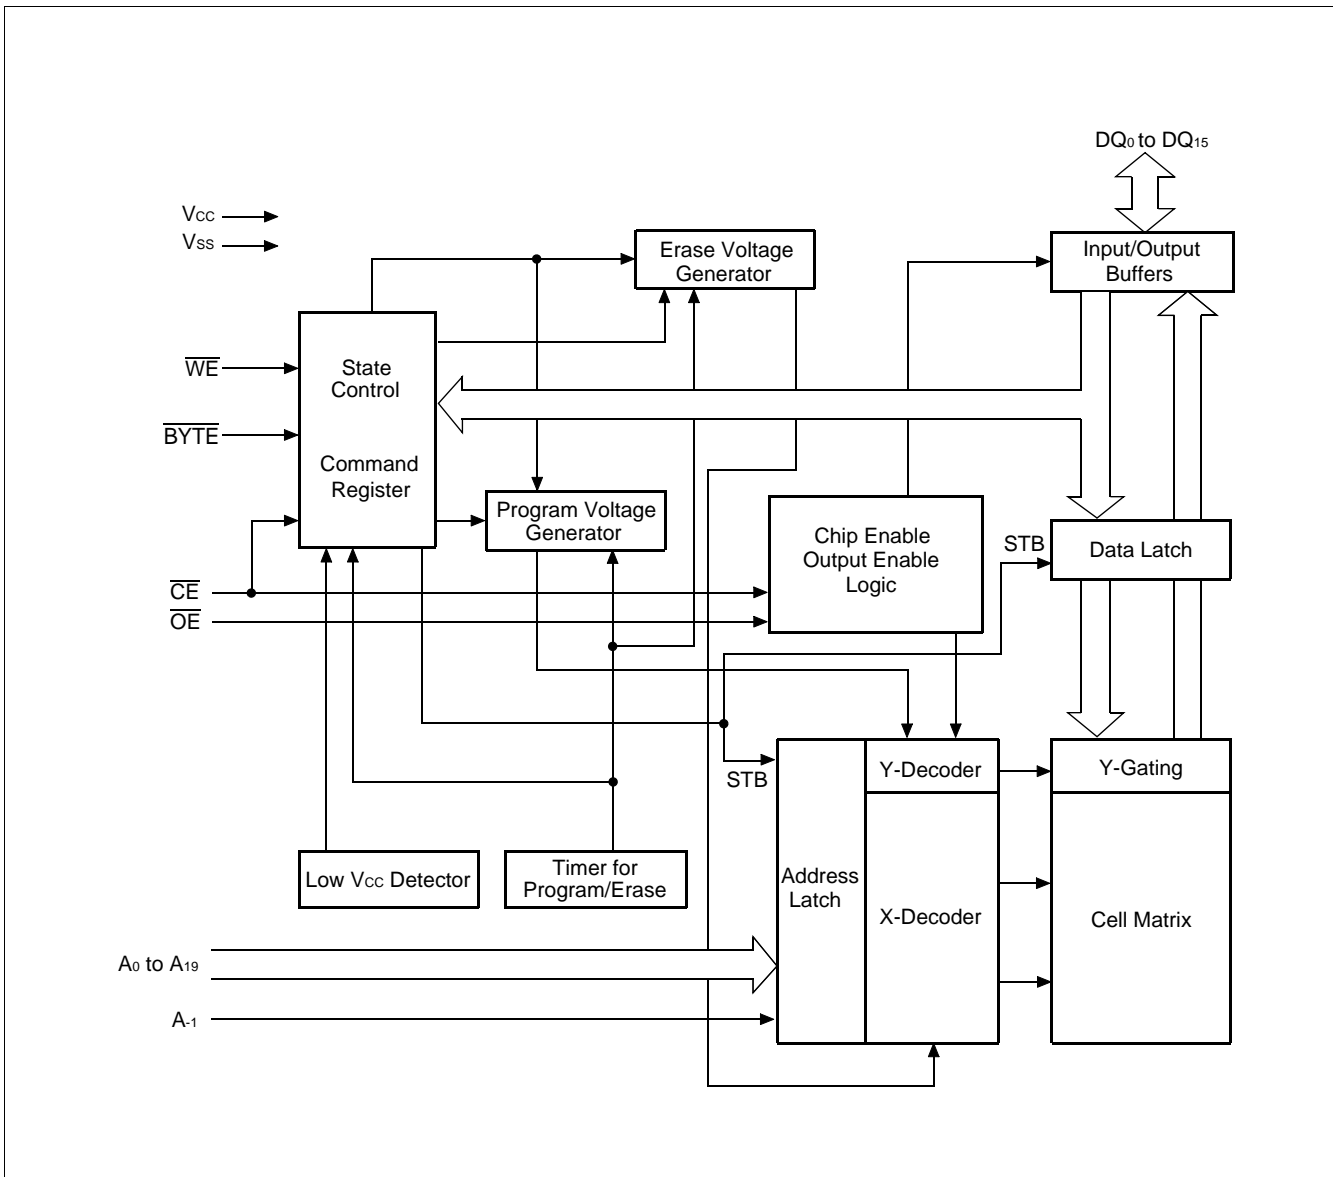 DQ0 to DQ15
VCC
VSS
Erase Voltage
Generator
Input/Output
Buffers
WE
State
Control
BYTE
Command
Register
Program Voltage
Generator
Chip Enable
Output Enable
Logic
STB
Data Latch
CE
OE
STB
Y-Decoder
Y-Gating
Low VCC Detector
Timer for
Program/Erase
Address
Latch
X-Decoder
Cell Matrix
A0 to A19
A-1